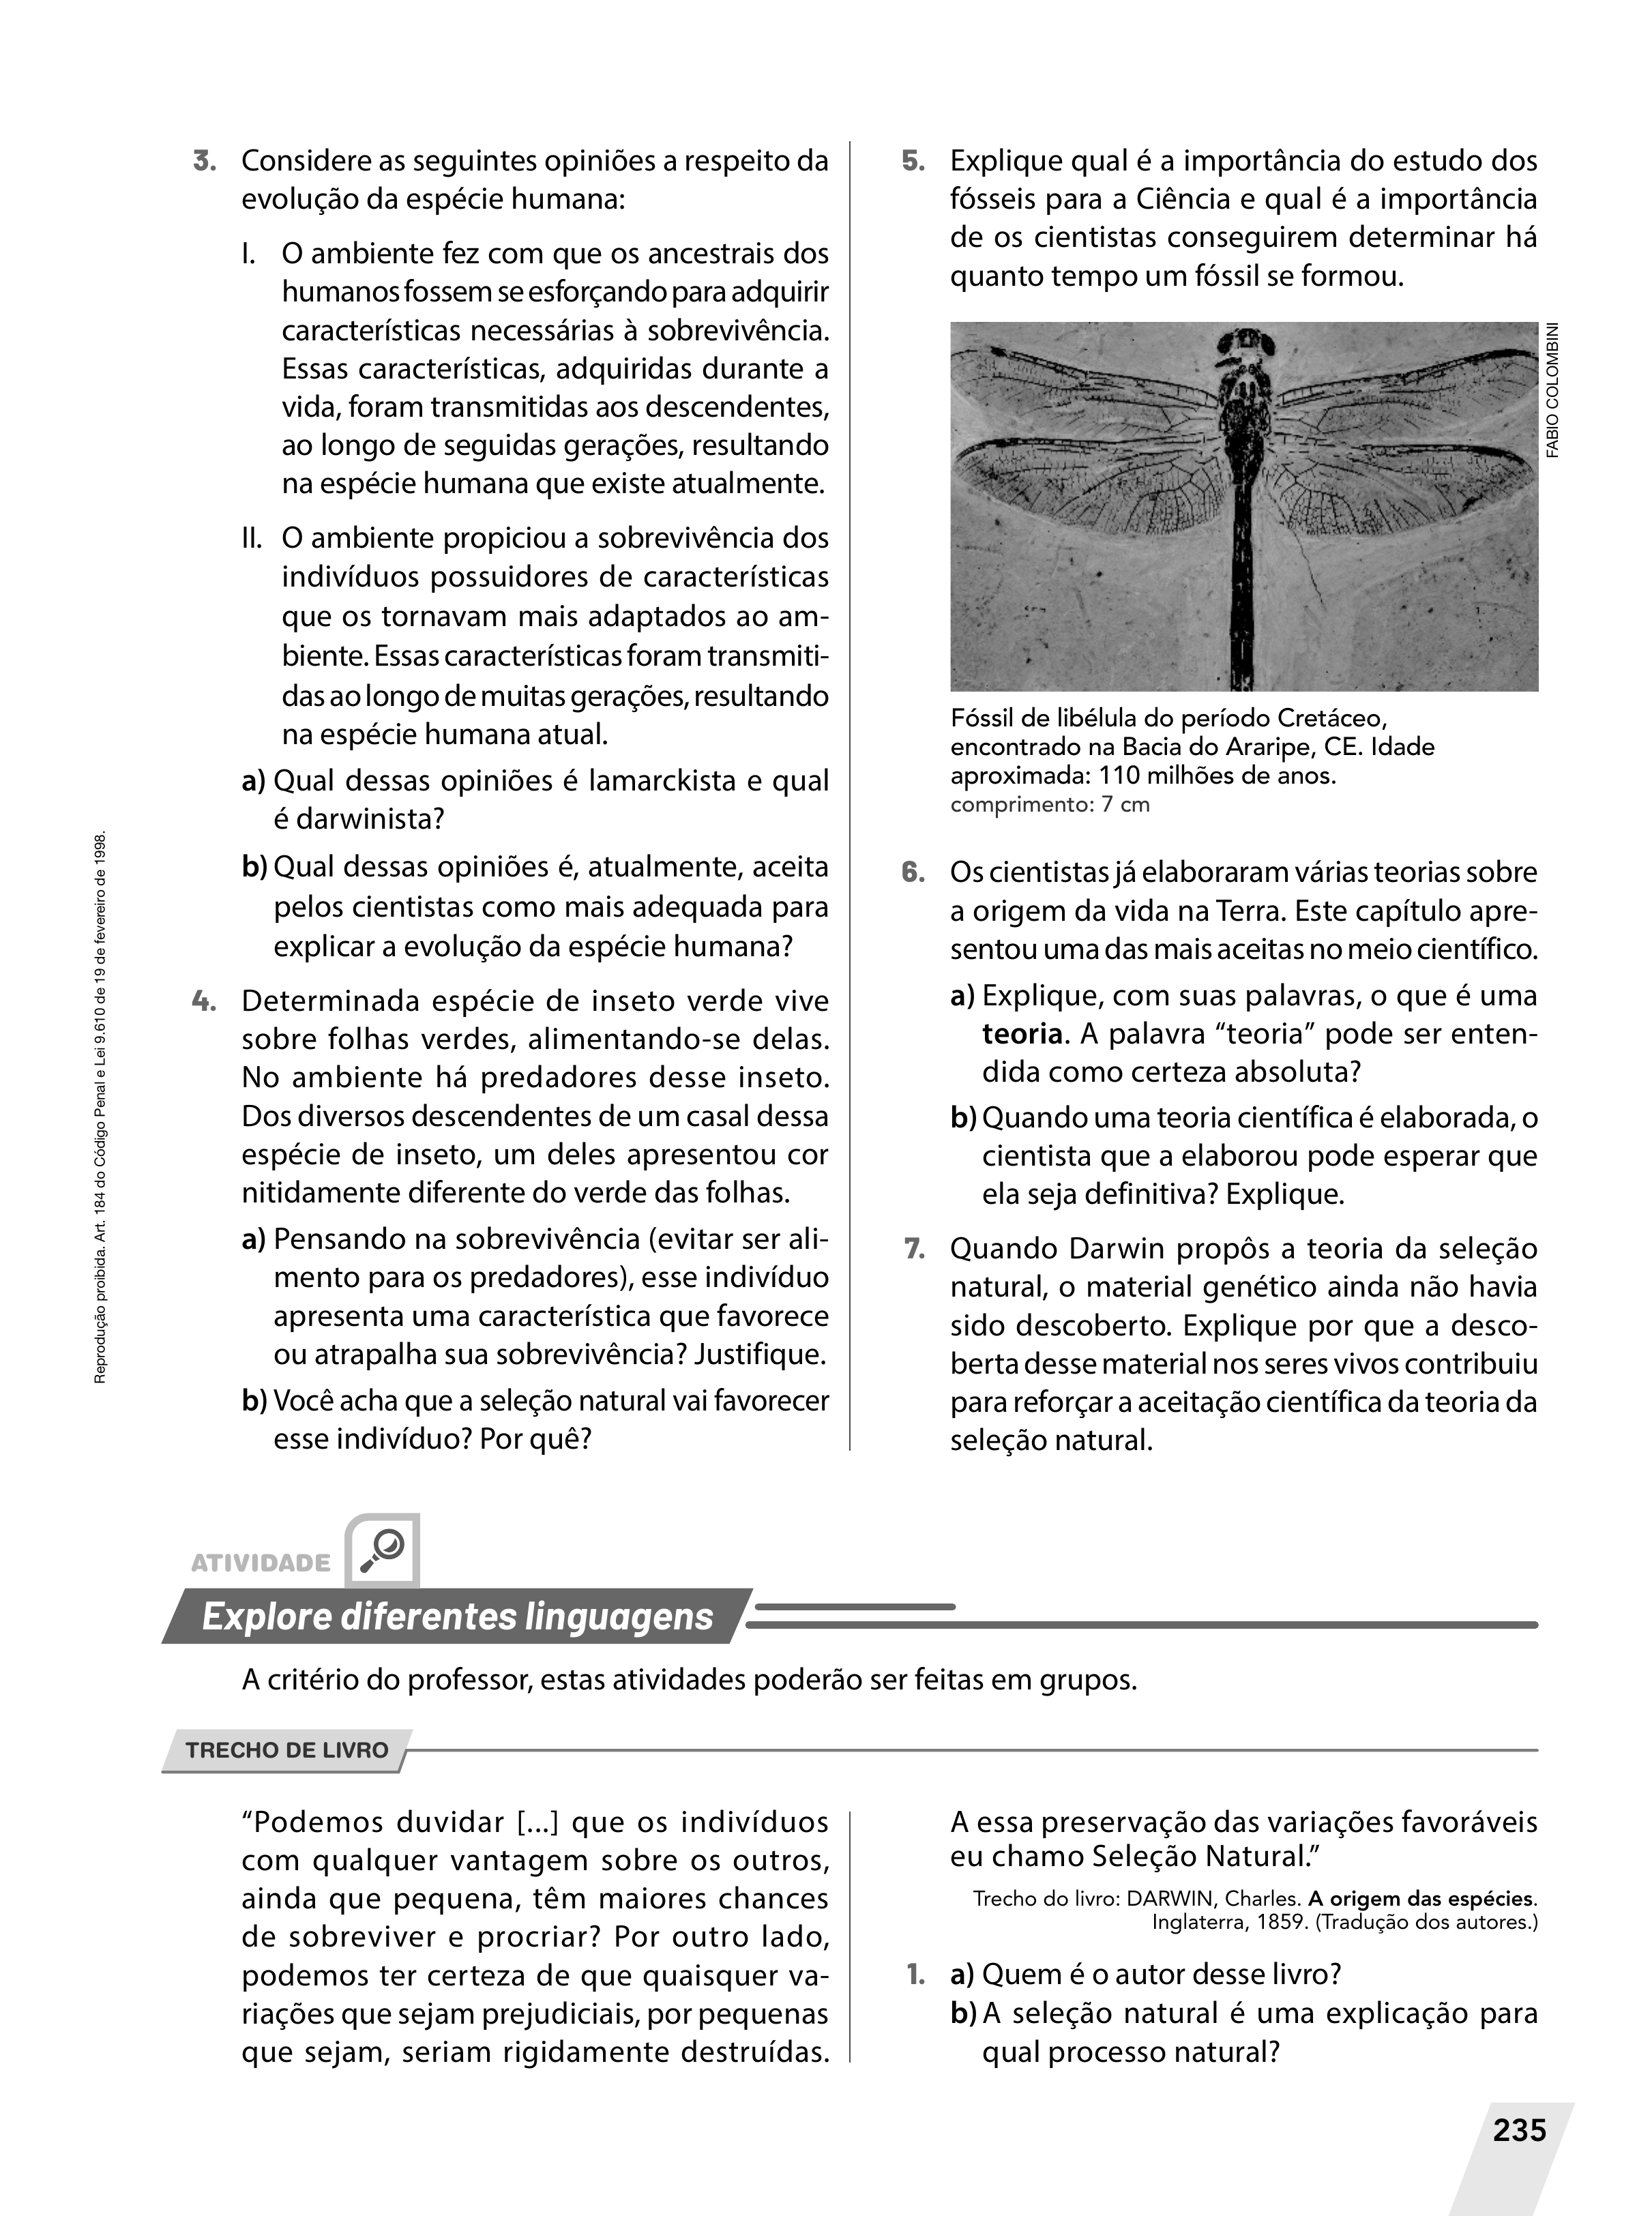 3. Considere as seguintes opiniões a respeito da
evolução da espécie humana:
I. O ambiente fez com que os ancestrais dos
humanos fossem se esforçando para adquirir
características necessárias à sobrevivência.
Essas características, adquiridas durante a
vida, foram transmitidas aos descendentes,
ao longo de seguidas gerações, resultando
na espécie humana que existe atualmente.
II. O ambiente propiciou a sobrevivência dos
indivíduos possuidores de características
que os tornavam mais adaptados ao am-
biente. Essas características foram transmiti-
das ao longo de muitas gerações, resultando
na espécie humana atual.
a) Qual dessas opiniões é lamarckista e qual
é darwinista?
b) Qual dessas opiniões é, atualmente, aceita
pelos cientistas como mais adequada para
explicar a evolução da espécie humana?
4. Determinada espécie de inseto verde vive
sobre folhas verdes, alimentando-se delas.
No ambiente há predadores desse inseto.
Dos diversos descendentes de um casal dessa
espécie de inseto, um deles apresentou cor
nitidamente diferente do verde das folhas.
a) Pensando na sobrevivência (evitar ser ali-
mento para os predadores), esse indivíduo
apresenta uma característica que favorece
ou atrapalha sua sobrevivência? Justifique.
b) Você acha que a seleção natural vai favorecer
esse indivíduo? Por quê?
5. Explique qual é a importância do estudo dos
fósseis para a Ciência e qual é a importância
de os cientistas conseguirem determinar há
quanto tempo um fóssil se formou.
FABIO COLOMBINI
Fóssil de libélula do período Cretáceo,
encontrado na Bacia do Araripe, CE. Idade
aproximada: 110 milhões de anos.
comprimento: 7 cm
6. Os cientistas já elaboraram várias teorias sobre
a origem da vida na Terra. Este capítulo apre-
sentou uma das mais aceitas no meio científico.
a) Explique, com suas palavras, o que é uma
teoria. A palavra “teoria” pode ser enten-
dida como certeza absoluta?
b) Quando uma teoria científica é elaborada, o
cientista que a elaborou pode esperar que
ela seja definitiva? Explique.
7. Quando Darwin propôs a teoria da seleção
natural, o material genético ainda não havia
sido descoberto. Explique por que a desco-
berta desse material nos seres vivos contribuiu
para reforçar a aceitação científica da teoria da
seleção natural.
Reprodução proibida. Art. 184 do Código Penal e Lei 9.610 de 19 de fevereiro de 1998.
ATIVIDADE
Explore diferentes linguagens
A critério do professor, estas atividades poderão ser feitas em grupos.
TRECHO DE LIVRO
“Podemos duvidar [...] que os indivíduos
com qualquer vantagem sobre os outros,
ainda que pequena, têm maiores chances
de sobreviver e procriar? Por outro lado,
podemos ter certeza de que quaisquer va-
riações que sejam prejudiciais, por pequenas
que sejam, seriam rigidamente destruídas.
A essa preservação das variações favoráveis
eu chamo Seleção Natural.”
Trecho do livro: DARWIN, Charles. A origem das espécies.
Inglaterra, 1859. (Tradução dos autores.)
1. a) Quem é o autor desse livro?
b) A seleção natural é uma explicação para
qual processo natural?
235